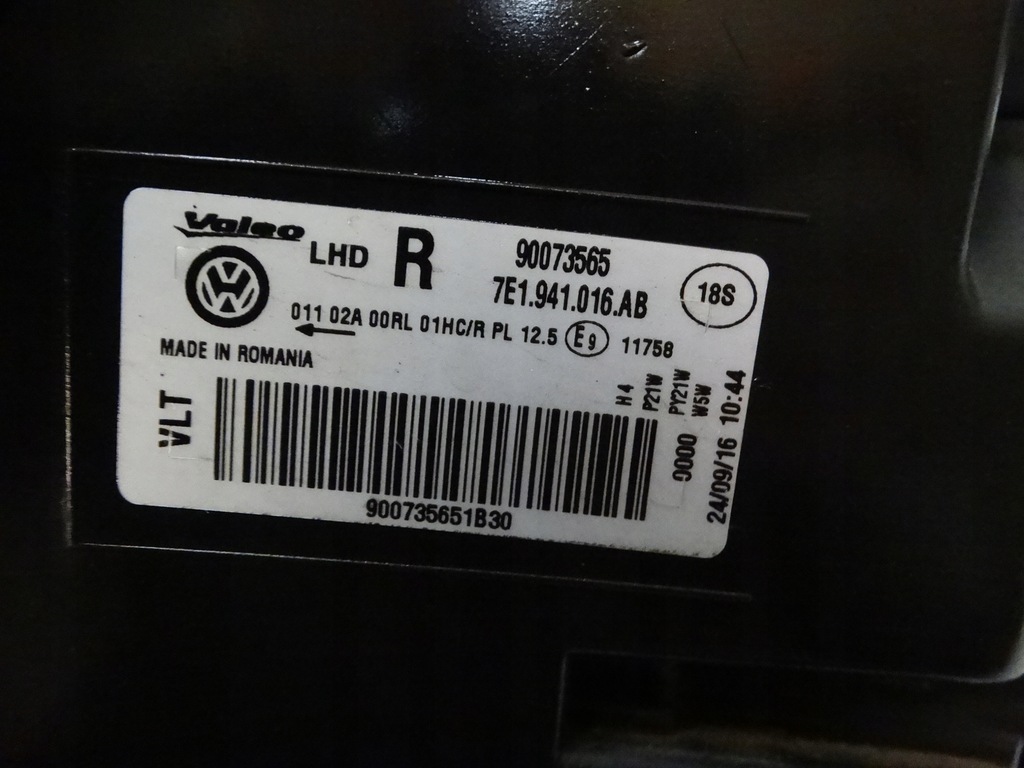 Valeo
LHD R 90073565
7E1.941.016.AB 18S
011 02A 00RL 01HC/R PL 12.5 E9 11758
MADE IN ROMANIA
VLT
H4
P21W
PY21W
W5W
0000
24/09/16 10:44
900735651B30